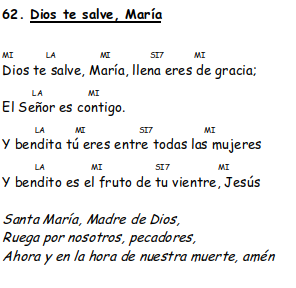 62. Dios te salve, María
MI LA MI SI7 MI
Dios te salve, María, llena eres de gracia;
LA MI
El Señor es contigo.
LA MI SI7 MI
Y bendita tú eres entre todas las mujeres
LA MI SI7 MI
Y bendito es el fruto de tu vientre, Jesús
Santa María, Madre de Dios,
Ruega por nosotros, pecadores,
Ahora y en la hora de nuestra muerte, amén